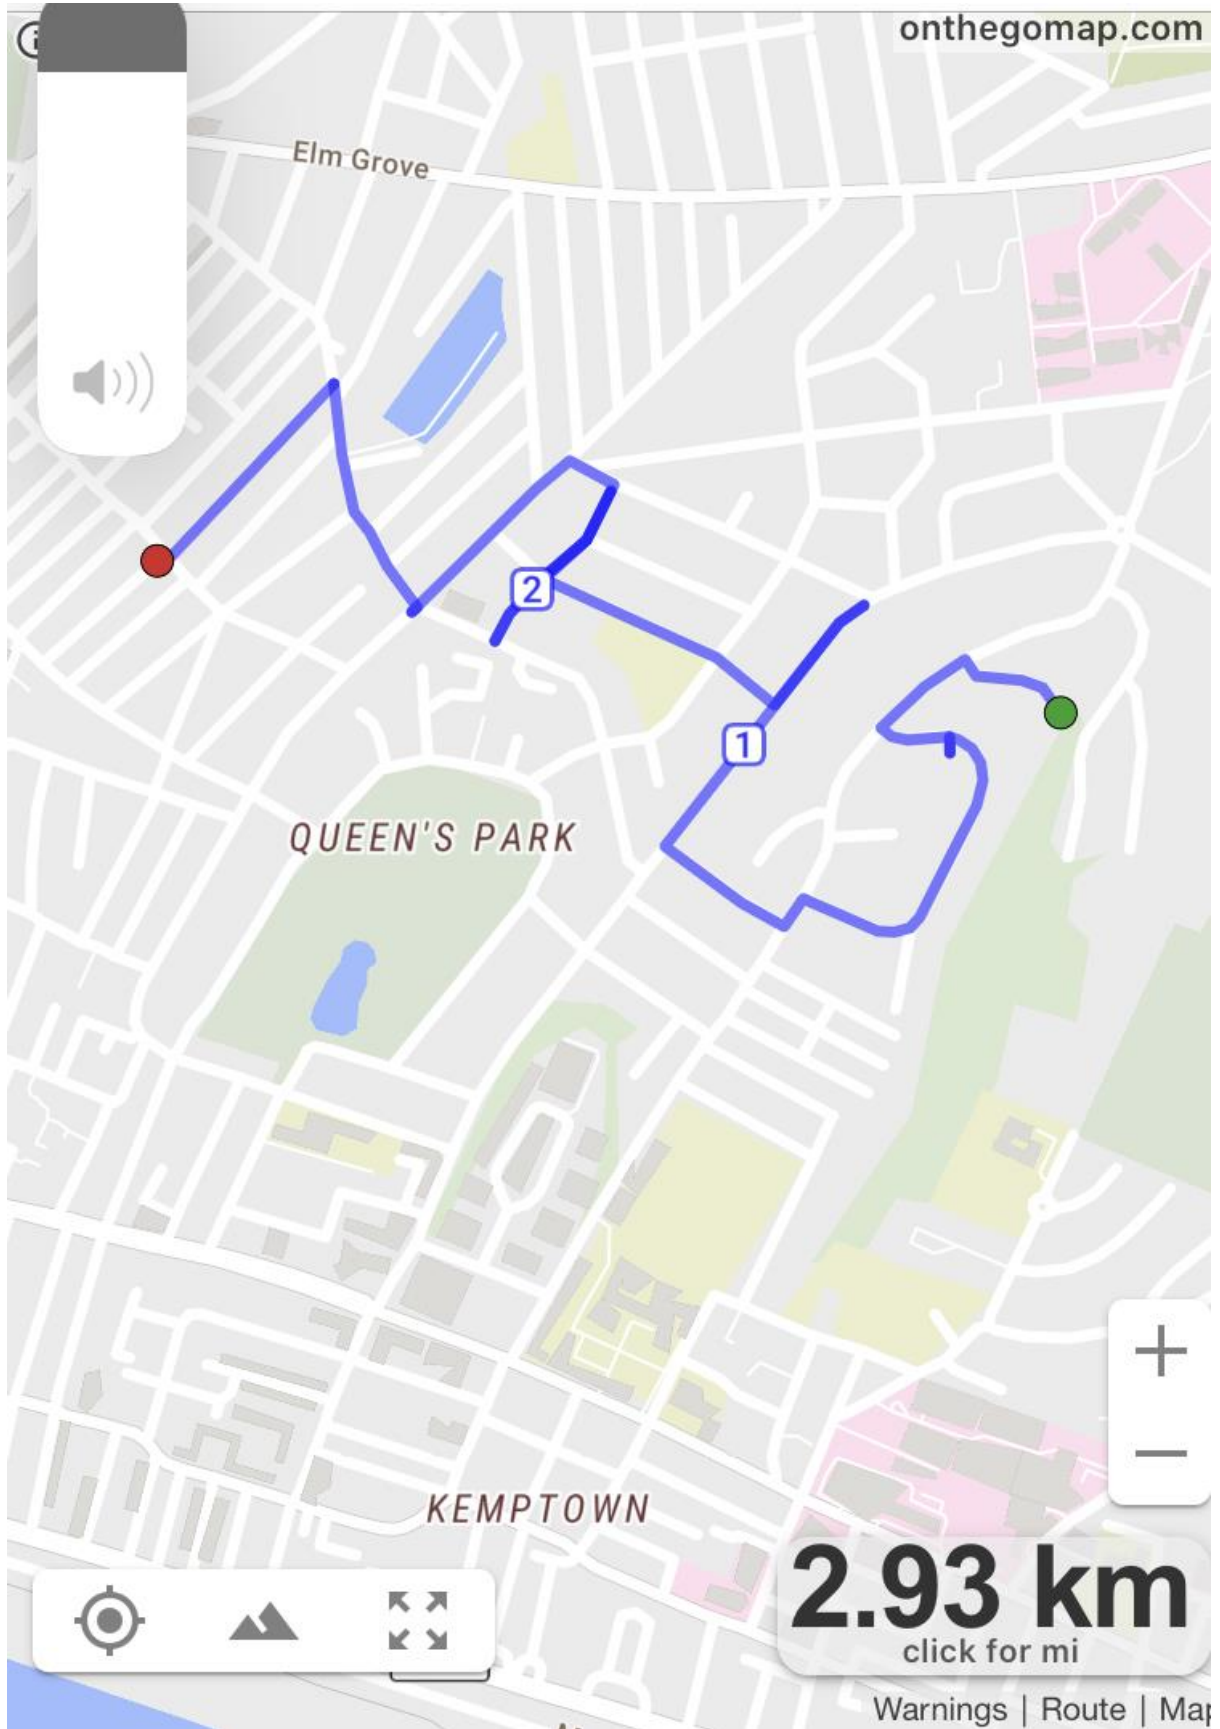 onthegomap.com
Elm Grove
2
1
QUEEN'S PARK
KEMPTOWN
2.93 km
click for mi
Warnings | Route | Map